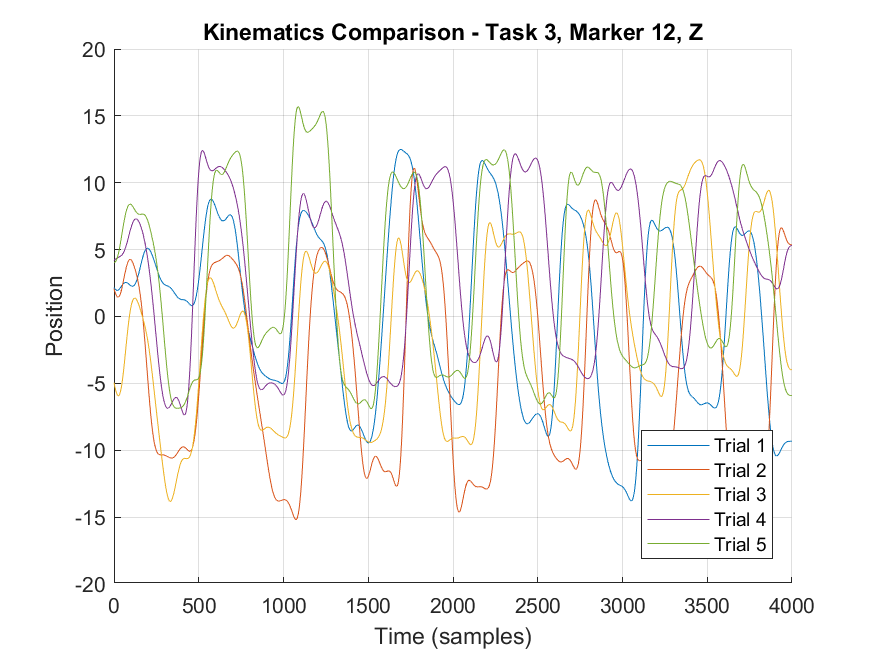 Kinematics Comparison - Task 3, Marker 12, Z
20
15
10
5
0
-5
-10
-15
-20
Position
0 500 1000 1500 2000 2500 3000 3500 4000
Time (samples)
Trial 1
Trial 2
Trial 3
Trial 4
Trial 5